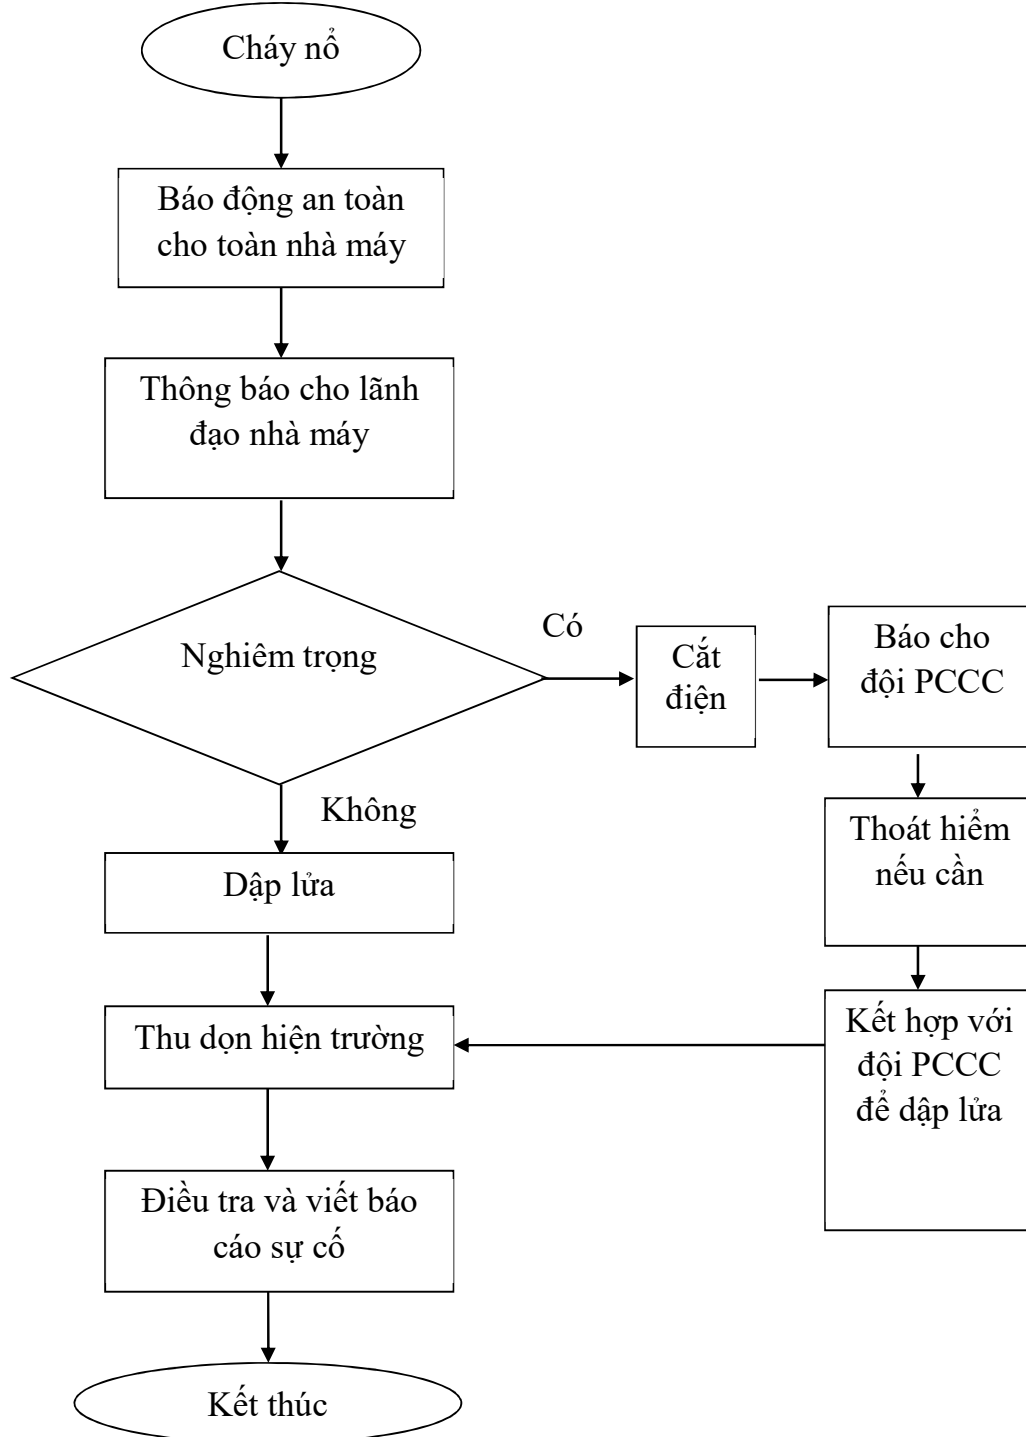 Cháy nổ
Báo động an toàn
cho toàn nhà máy
Thông báo cho lãnh
đạo nhà máy
Nghiêm trọng
Có
Cắt
điện
Báo cho
đội PCCC
Không
Thoát hiểm
nếu cần
Dập lửa
Kết hợp với
đội PCCC
để dập lửa
Thu dọn hiện trường
Điều tra và viết báo
cáo sự cố
Kết thúc